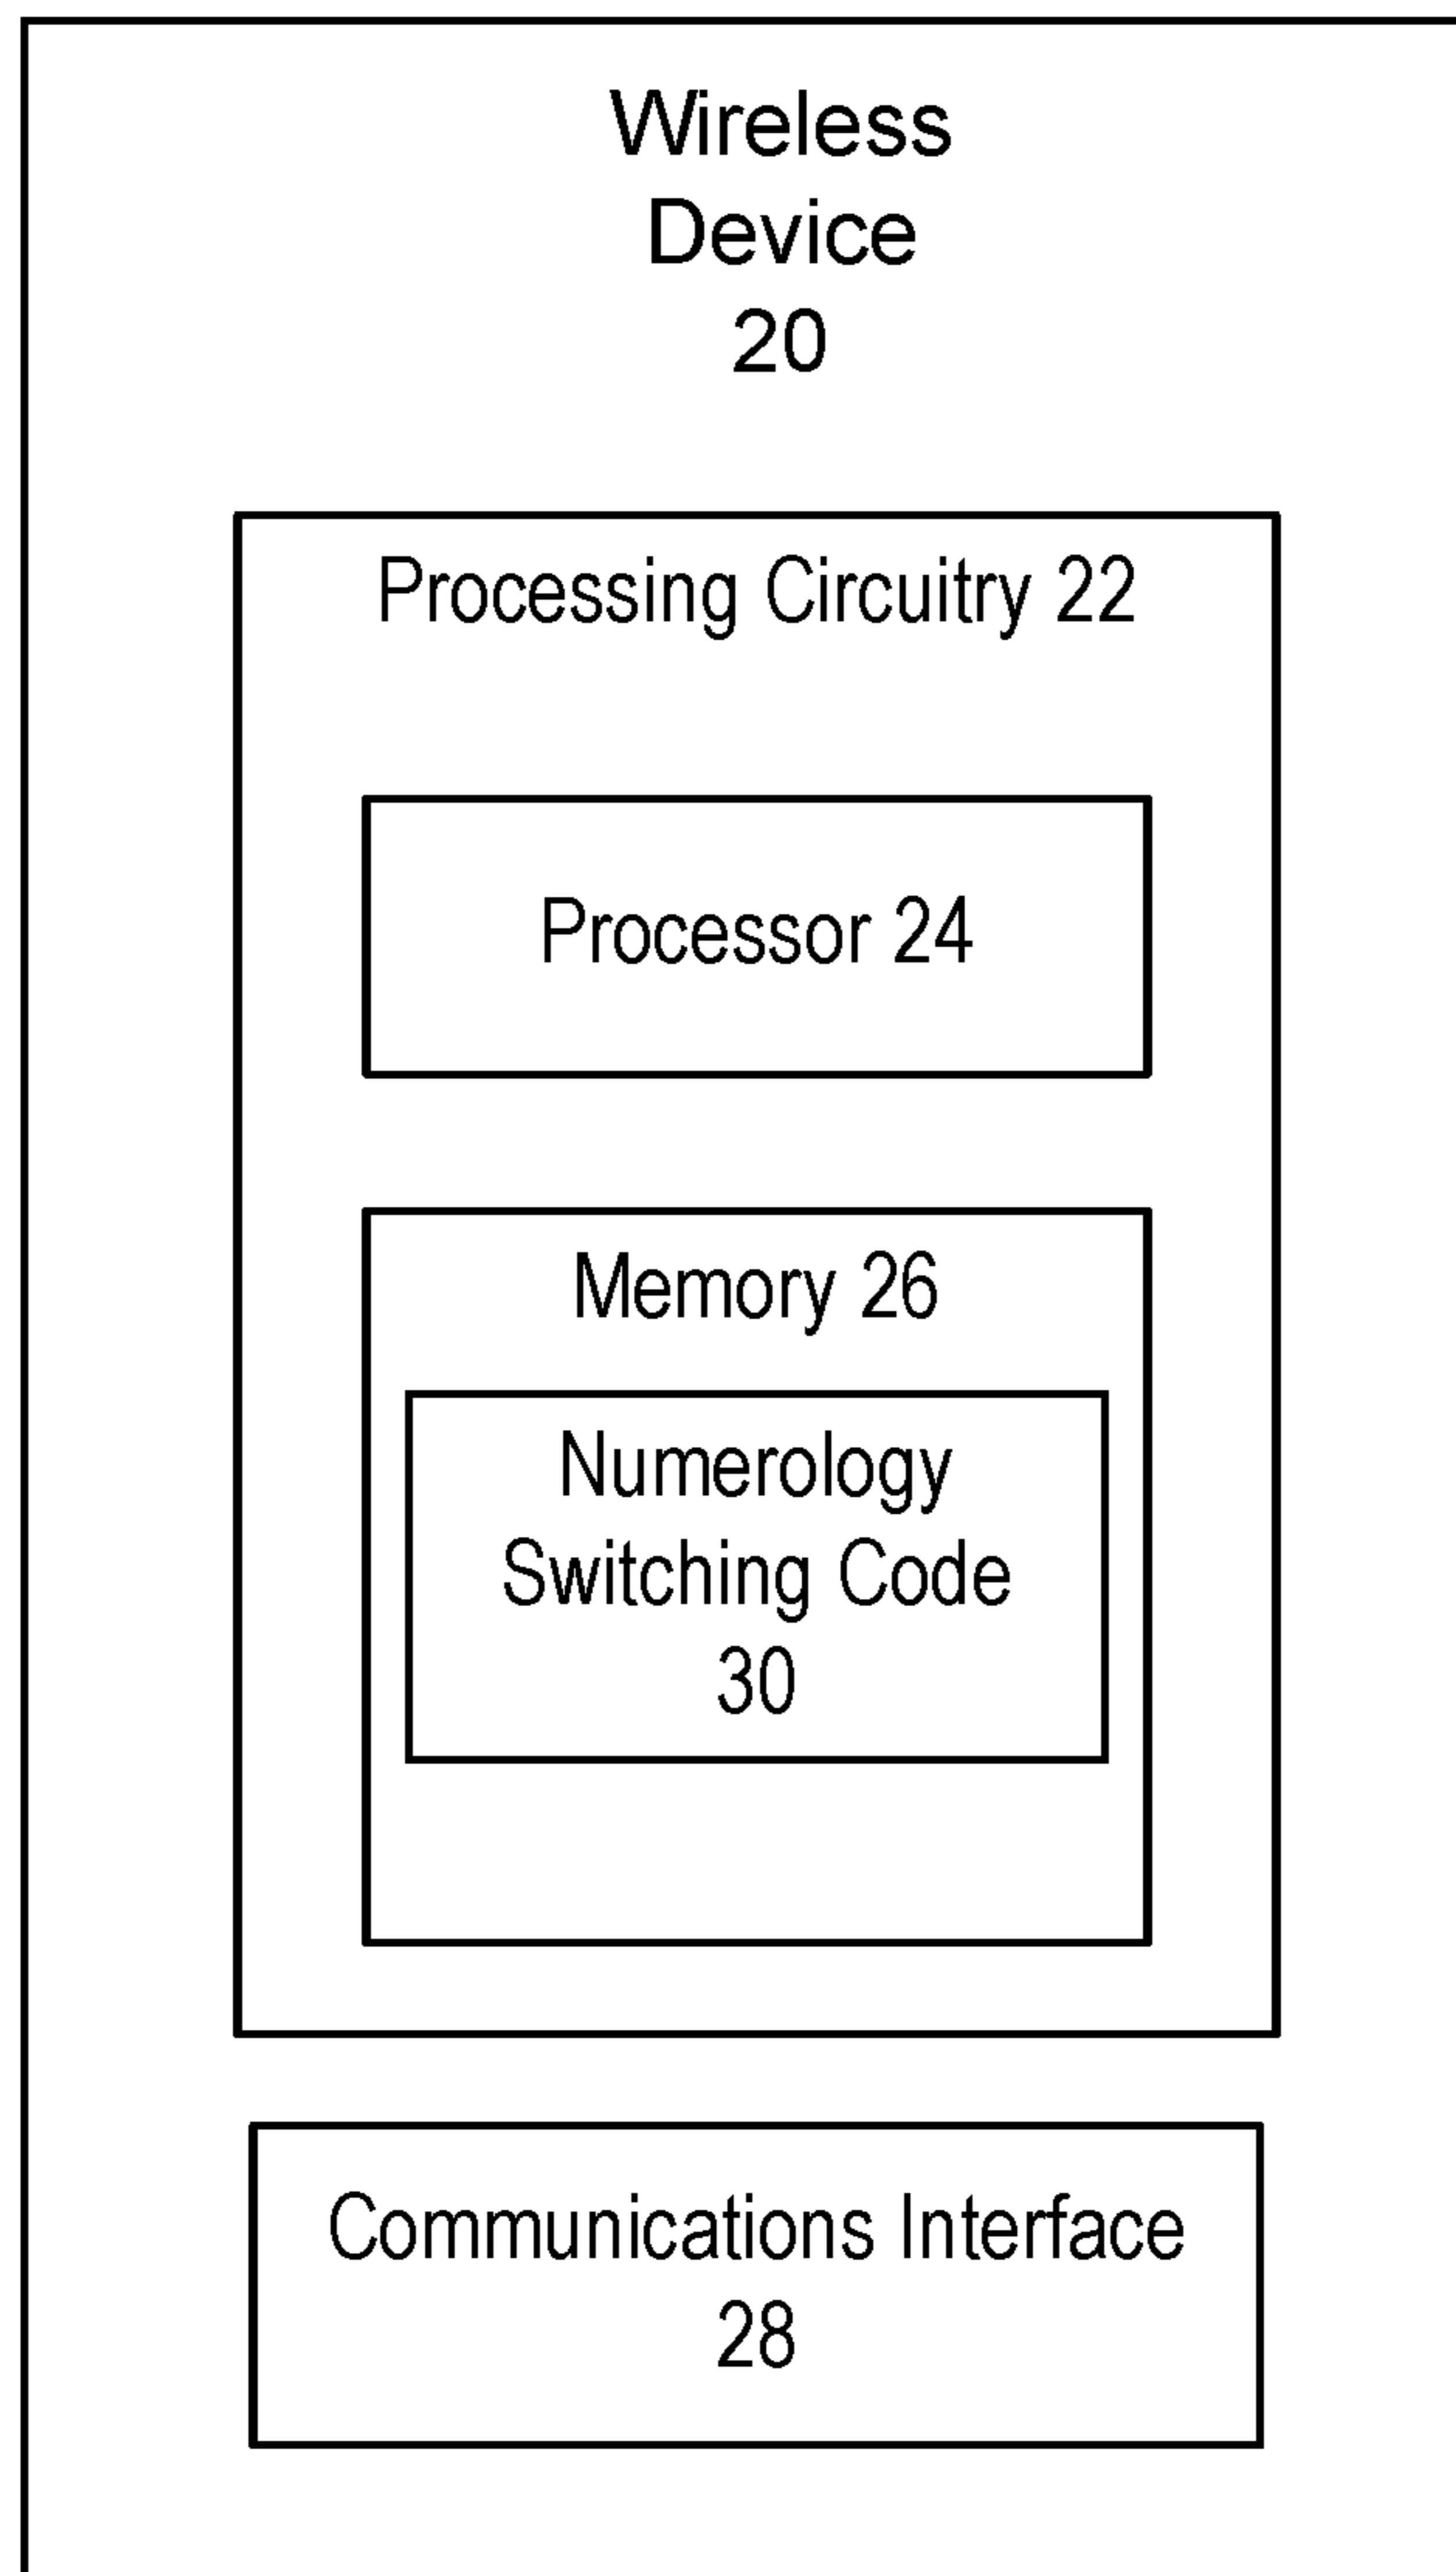 Wireless
Device
20
Processing Circuitry 22
Processor 24
Memory 26
Numerology
Switching Code
30
Communications Interface
28